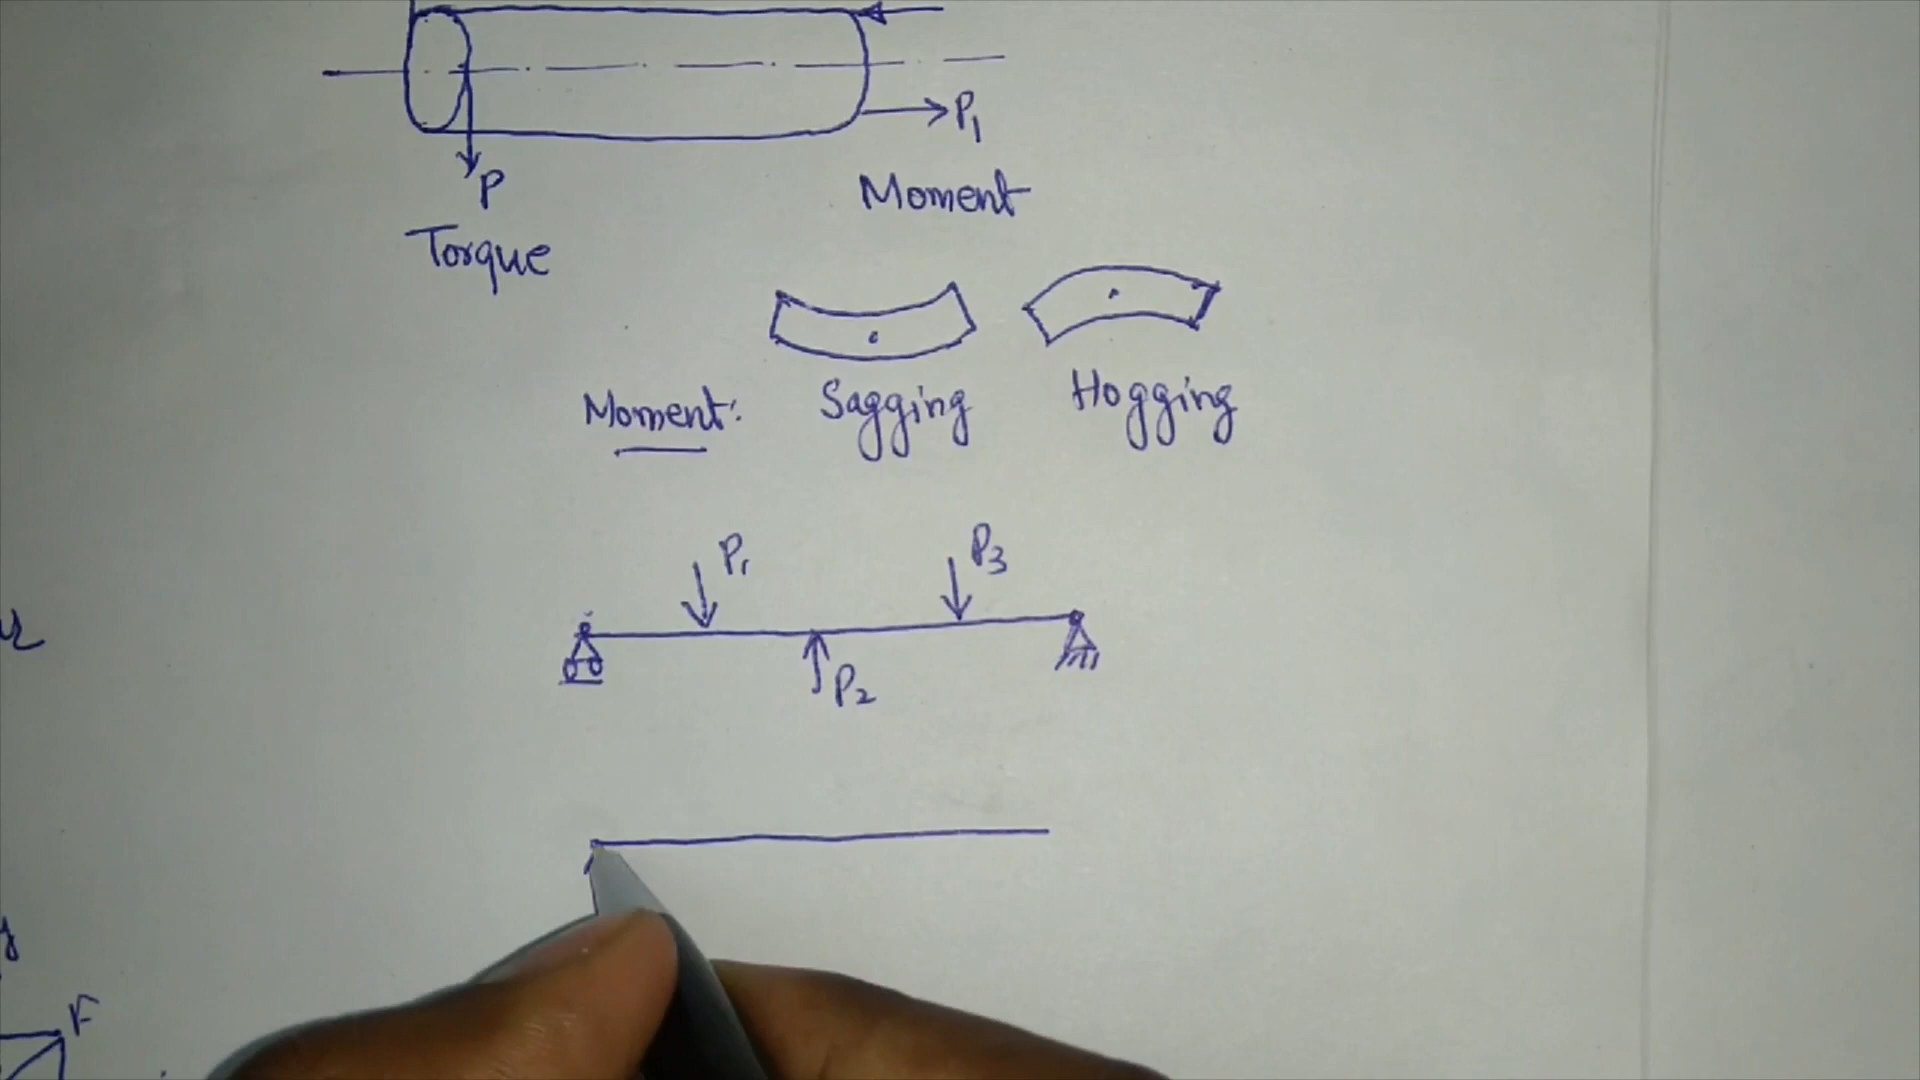 P₁
P
Moment
Torque
Moment: Sagging Hogging
P₁ P₃
P₂
F